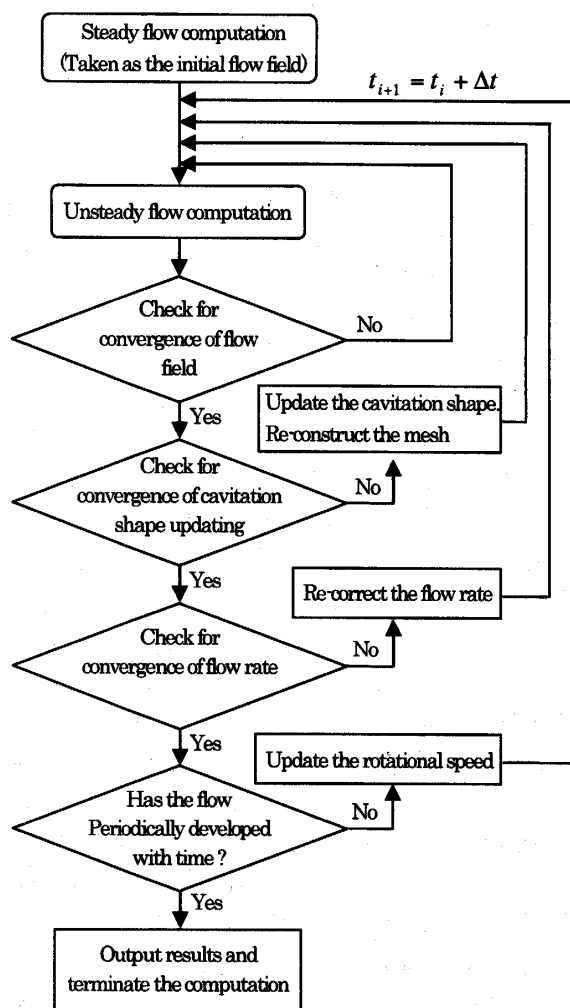 Steady flow computation
(Taken as the initial flow field)
t_{i+1} = t_i + Δt
Unsteady flow computation
Check for
convergence of flow
field
No
Yes
Update the cavitation shape.
Re-construct the mesh
Check for
convergence of cavitation
shape updating
No
Yes
Re-correct the flow rate
Check for
convergence of flow rate
No
Yes
Update the rotational speed
Has the flow
Periodically developed
with time ?
No
Yes
Output results and
terminate the computation